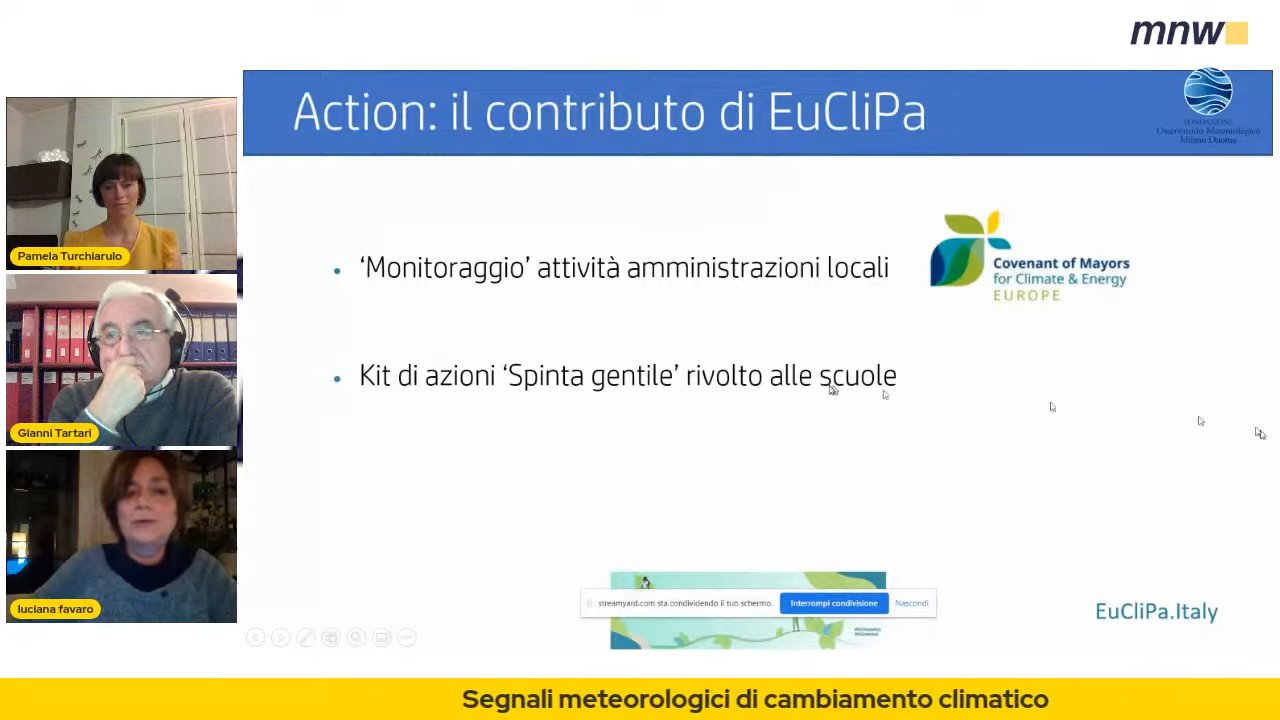 mnw
Action: il contributo di EuCliPa
FONDAZIONE
Osservatorio Meteorologico
Milano Duomo
Pamela Turchiarulo
‘Monitoraggio’ attività amministrazioni locali
Covenant of Mayors
for Climate & Energy
EUROPE
Kit di azioni ‘Spinta gentile’ rivolto alle scuole
Gianni Tartari
luciana favaro
streamyard.com sta condividendo il tuo schermo.
Interrompi condivisione
Nascondi
EuCliPa.Italy
Segnali meteorologici di cambiamento climatico